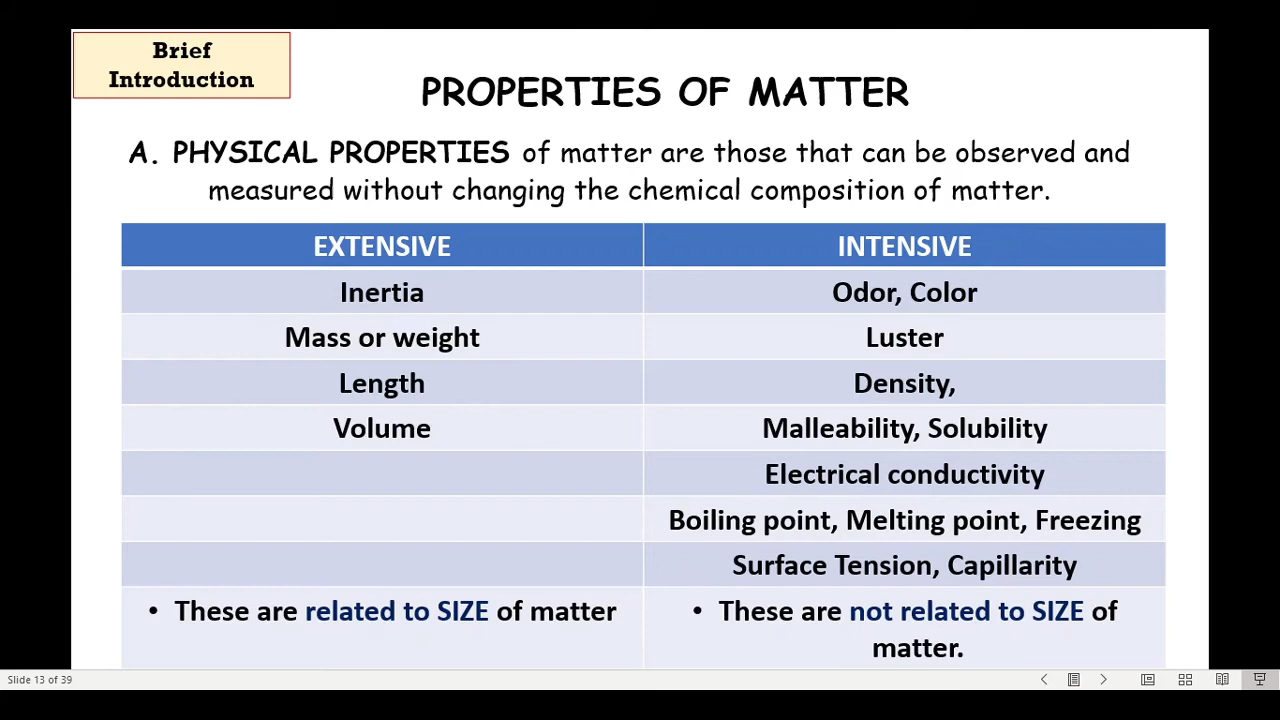 Brief
Introduction
PROPERTIES OF MATTER
A. PHYSICAL PROPERTIES of matter are those that can be observed and
measured without changing the chemical composition of matter.
EXTENSIVE
INTENSIVE
Inertia
Odor, Color
Mass or weight
Luster
Length
Density,
Volume
Malleability, Solubility
Electrical conductivity
Boiling point, Melting point, Freezing
Surface Tension, Capillarity
• These are related to SIZE of matter
• These are not related to SIZE of
matter.
Slide 13 of 39